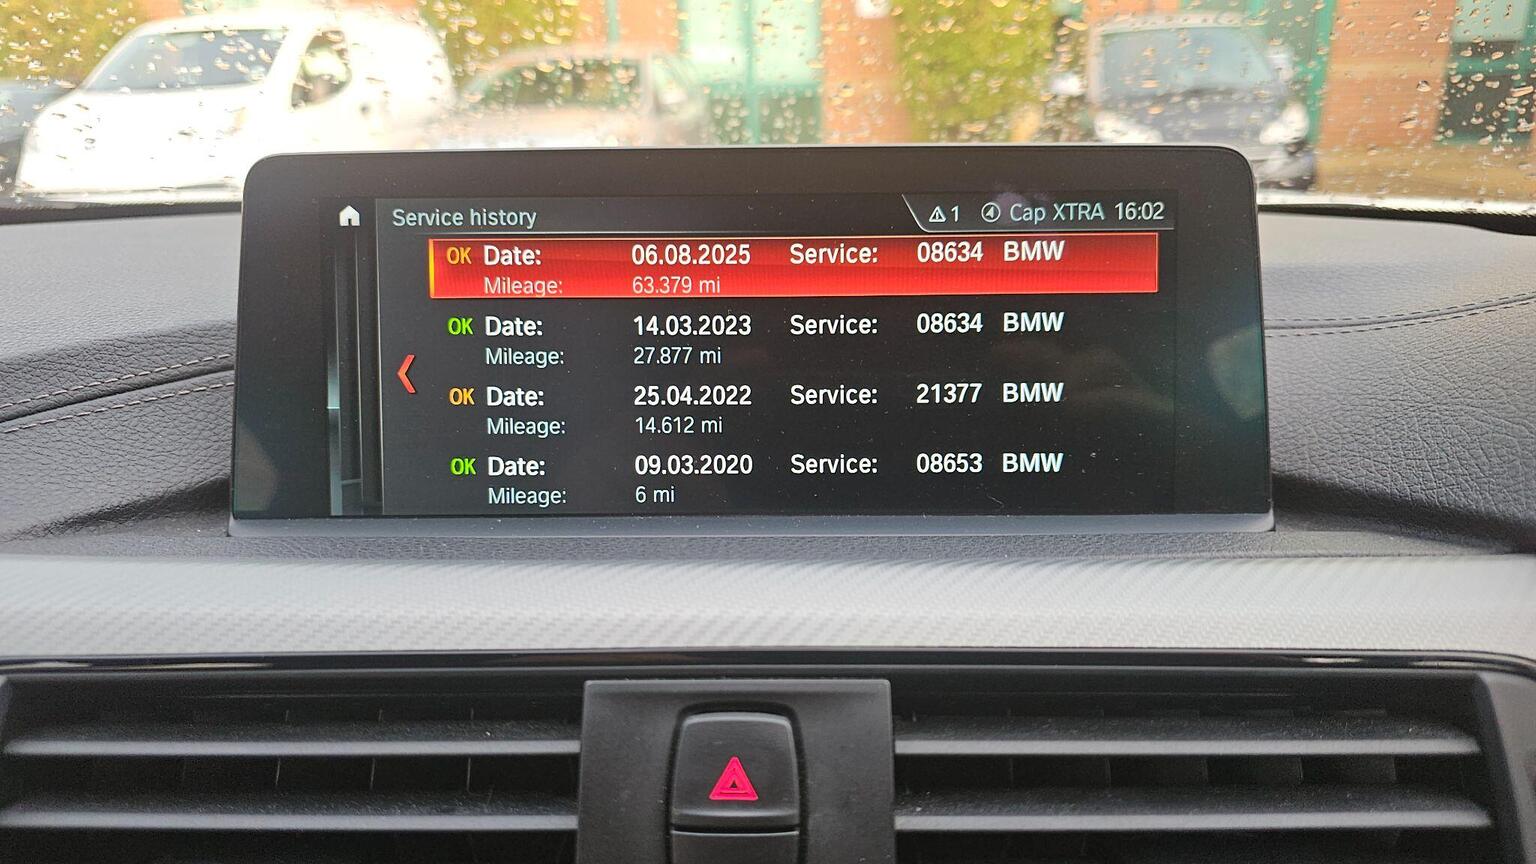 Service history
1 Cap XTRA 16:02
OK Date: 06.08.2025 Service: 08634 BMW
Mileage: 63.379 mi
OK Date: 14.03.2023 Service: 08634 BMW
Mileage: 27.877 mi
OK Date: 25.04.2022 Service: 21377 BMW
Mileage: 14.612 mi
OK Date: 09.03.2020 Service: 08653 BMW
Mileage: 6 mi